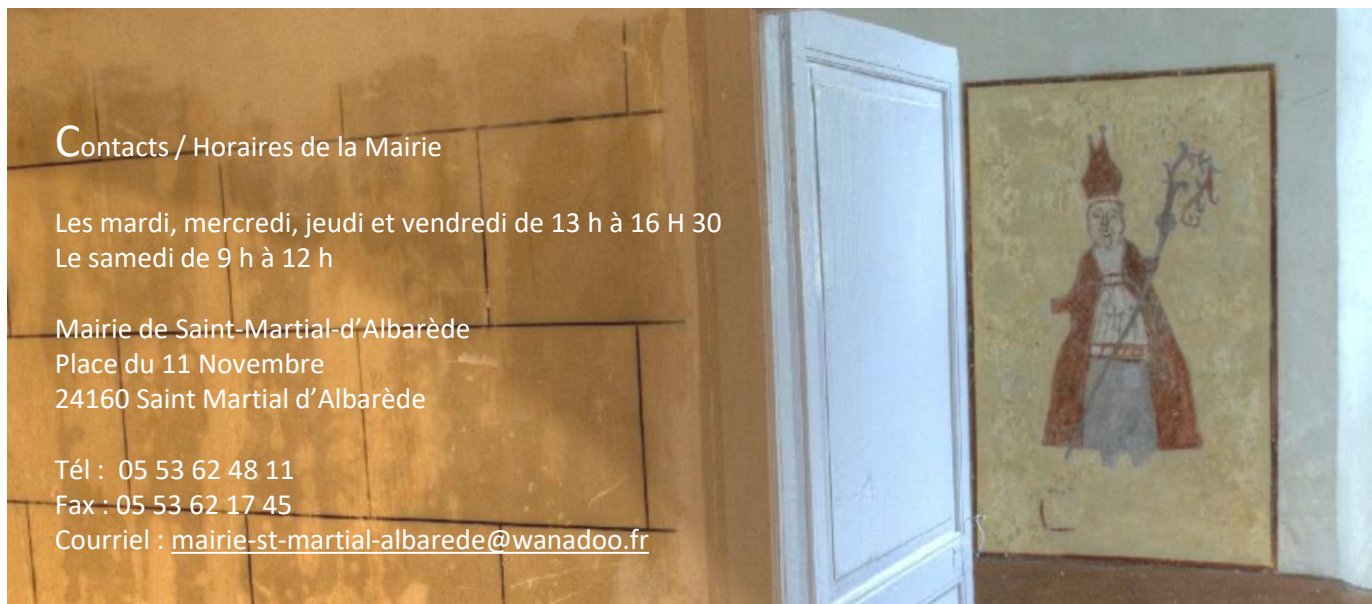 Contacts / Horaires de la Mairie
Les mardi, mercredi, jeudi et vendredi de 13 h à 16 H 30
Le samedi de 9 h à 12 h
Mairie de Saint-Martial-d’Albarède
Place du 11 Novembre
24160 Saint Martial d’Albarède
Tél : 05 53 62 48 11
Fax : 05 53 62 17 45
Courriel : mairie-st-martial-albarede@wanadoo.fr